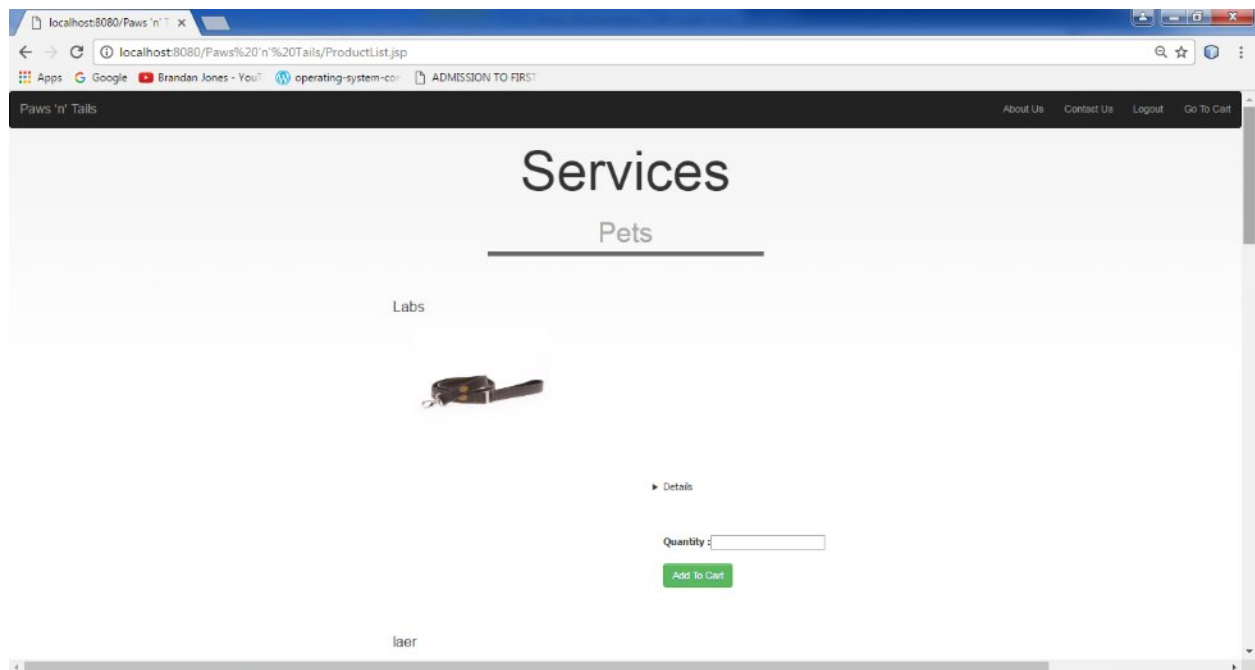 localhost:8080/Paws 'n' T
localhost:8080/Paws%20'n'%20Tails/ProductList.jsp
Apps Google Brandan Jones - YouT operating-system-con ADMISSION TO FIRST
Paws 'n' Tails About Us Contact Us Logout Go To Cart
Services
Pets
Labs
Details
Quantity :
Add To Cart
laer